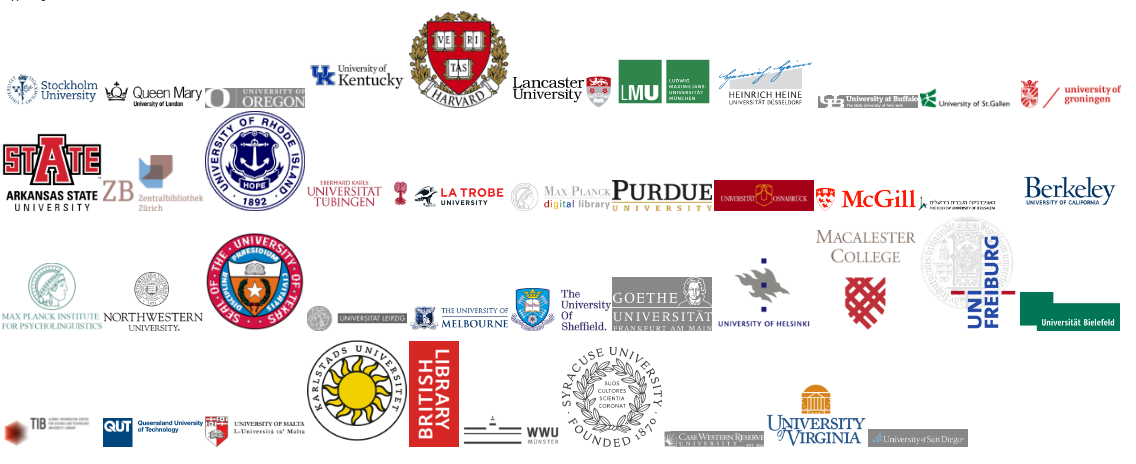 Stockholm
University
Queen Mary
University of London
UNIVERSITY OF
OREGON
UK
University of
Kentucky
VE RI
TAS
HARVARD
Lancaster
University
LMU
LUDWIG
MAXIMILIANS
UNIVERSITÄT
MÜNCHEN
HEINRICH HEINE
UNIVERSITÄT DÜSSELDORF
University at Buffalo
The State University of New York
University of St.Gallen
university of
groningen
STATE
ARKANSAS STATE
UNIVERSITY
ZB
Zentralbibliothek
Zürich
UNIVERSITY OF RHODE ISLAND
HOPE
1892
EBERHARD KARLS
UNIVERSITÄT
TÜBINGEN
LA TROBE
UNIVERSITY
MAX PLANCK
digital library
PURDUE
UNIVERSITY
UNIVERSITÄT OSNABRÜCK
McGill
האוניברסיטה העברית בירושלים
THE HEBREW UNIVERSITY OF JERUSALEM
Berkeley
UNIVERSITY OF CALIFORNIA
MAX PLANCK INSTITUTE
FOR PSYCHOLINGUISTICS
NORTHWESTERN
UNIVERSITY
SEAL OF THE UNIVERSITY OF TEXAS
PRAESIDIUM
CIVITATIS
DISCIPLINA
UNIVERSITÄT LEIPZIG
THE UNIVERSITY OF
MELBOURNE
The
University
Of
Sheffield.
GOETHE
UNIVERSITÄT
FRANKFURT AM MAIN
UNIVERSITY OF HELSINKI
MACALESTER
COLLEGE
UNI
FREIBURG
Universität Bielefeld
TIB
QUT
Queensland University
of Technology
UNIVERSITY OF MALTA
L-Università ta' Malta
KARLSTADS UNIVERSITET
BRITISH
LIBRARY
WWU
MÜNSTER
SYRACUSE UNIVERSITY
SUOS
CULTORES
SCIENTIA
CORONAT
FOUNDED 1870
CASE WESTERN RESERVE
UNIVERSITY
UNIVERSITY
of VIRGINIA
University of San Diego